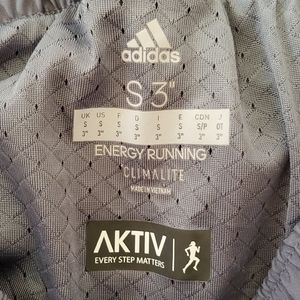 adidas
S 3"
UK US F D I E CDN J
S S S S S S S/P OT
3" 3" 3" 3" 3" 3" 3" 3"
ENERGY RUNNING
CLIMALITE
MADE IN VIETNAM
AKTIV
EVERY STEP MATTERS